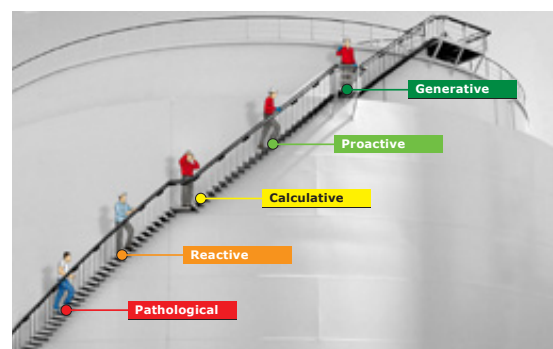 Generative
Proactive
Calculative
Reactive
Pathological